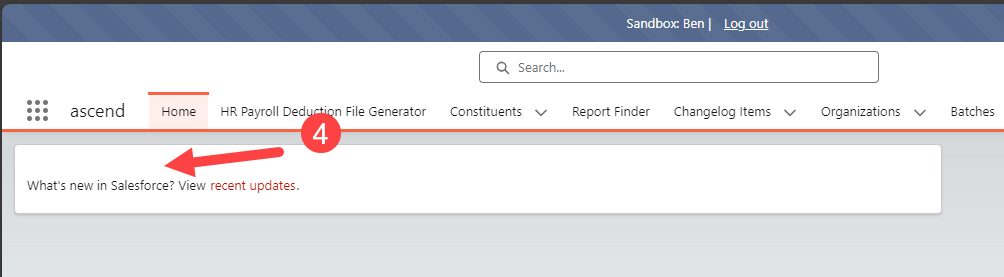 Sandbox: Ben | Log out
Search...
ascend Home HR Payroll Deduction File Generator Constituents Report Finder Changelog Items Organizations Batches
4
What's new in Salesforce? View recent updates.